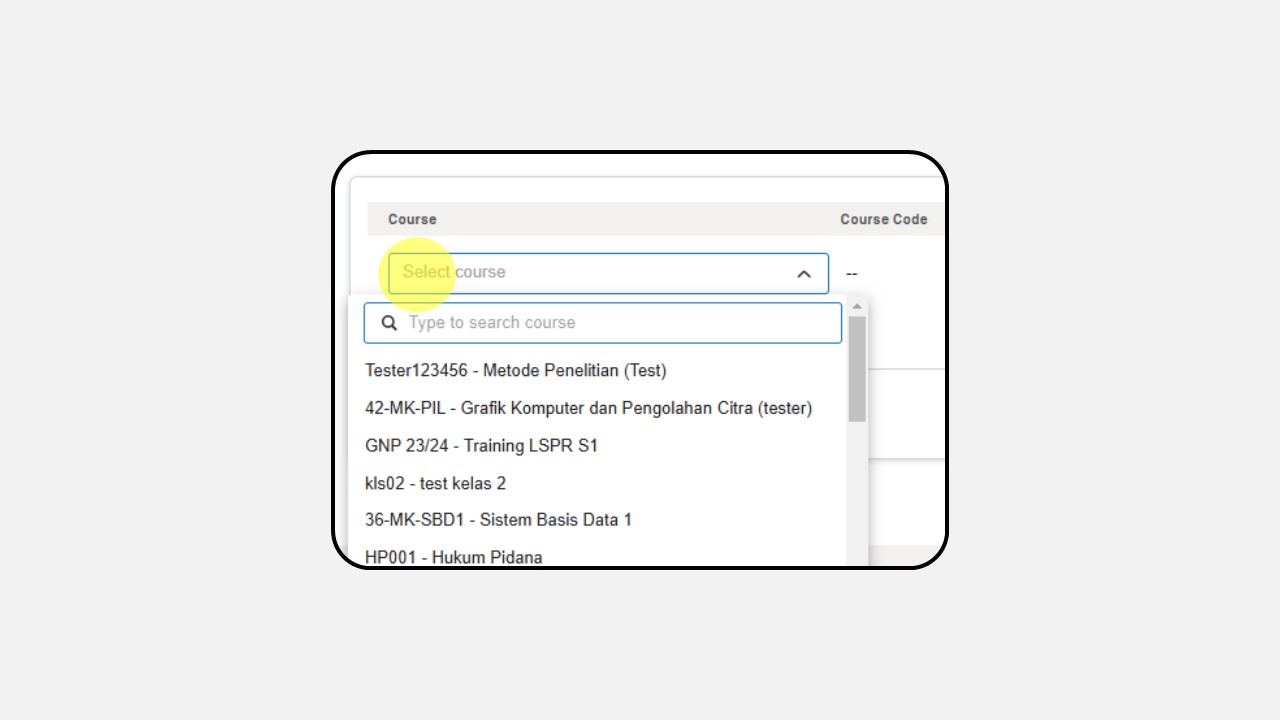 Course Course Code
Select course --
Type to search course
Tester123456 - Metode Penelitian (Test)
42-MK-PIL - Grafik Komputer dan Pengolahan Citra (tester)
GNP 23/24 - Training LSPR S1
kls02 - test kelas 2
36-MK-SBD1 - Sistem Basis Data 1
HP001 - Hukum Pidana